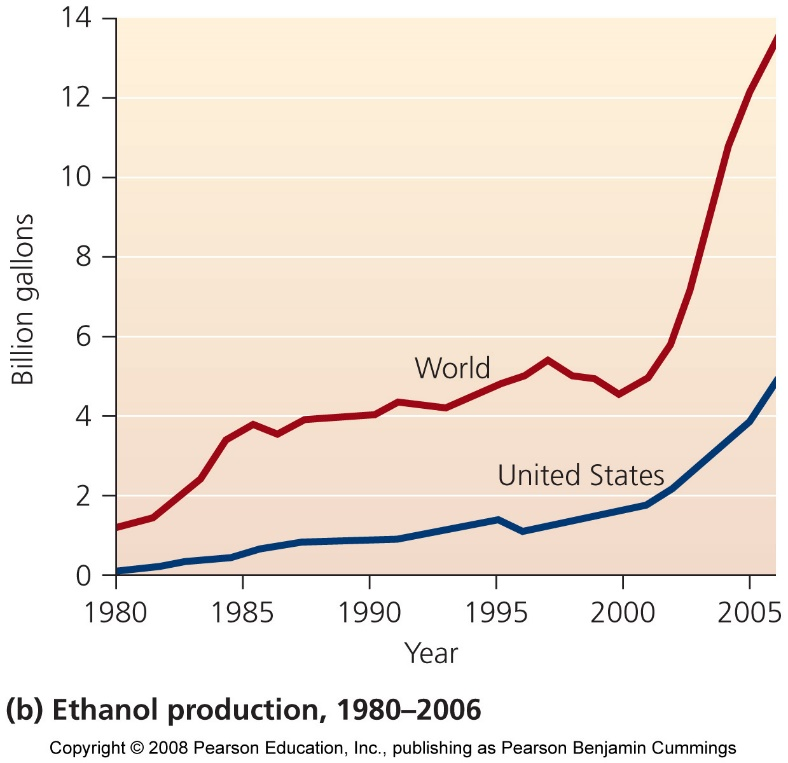 14
12
10
8
6
4
2
0
Billion gallons
World
United States
1980 1985 1990 1995 2000 2005
Year
(b) Ethanol production, 1980–2006
Copyright © 2008 Pearson Education, Inc., publishing as Pearson Benjamin Cummings